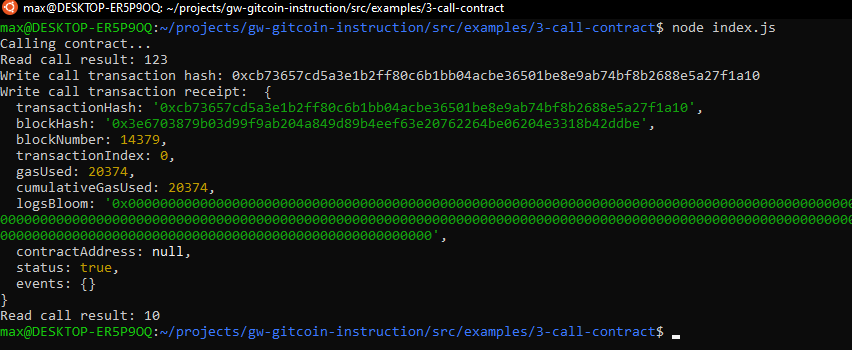 max@DESKTOP-ER5P9OQ: ~/projects/gw-gitcoin-instruction/src/examples/3-call-contract
max@DESKTOP-ER5P9OQ:~/projects/gw-gitcoin-instruction/src/examples/3-call-contract$ node index.js
Calling contract...
Read call result: 123
Write call transaction hash: 0xcb73657cd5a3e1b2ff80c6b1bb04acbe36501be8e9ab74bf8b2688e5a27f1a10
Write call transaction receipt:  {
  transactionHash: '0xcb73657cd5a3e1b2ff80c6b1bb04acbe36501be8e9ab74bf8b2688e5a27f1a10',
  blockHash: '0x3e6703879b03d99f9ab204a849d89b4eef63e20762264be06204e3318b42ddbe',
  blockNumber: 14379,
  transactionIndex: 0,
  gasUsed: 20374,
  cumulativeGasUsed: 20374,
  logsBloom: '0x000000000000000000000000000000000000000000000000000000000000000000000000000000000000000000
0000000000000000000000000000000000000000000000000000000000000000000000000000000000000000000000000000000000
000000000000000000000000000000000000000000000000000000',
  contractAddress: null,
  status: true,
  events: {}
}
Read call result: 10
max@DESKTOP-ER5P9OQ:~/projects/gw-gitcoin-instruction/src/examples/3-call-contract$